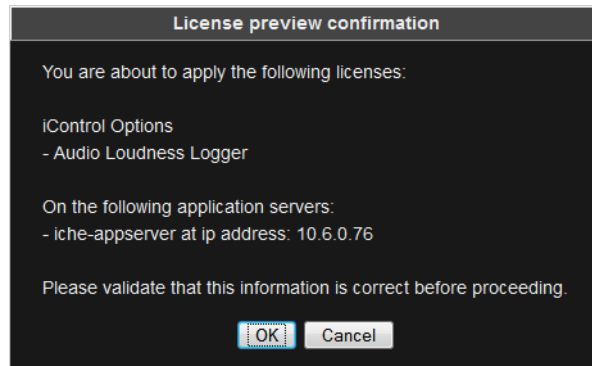 License preview confirmation
You are about to apply the following licenses:
iControl Options
- Audio Loudness Logger
On the following application servers:
- iche-appserver at ip address: 10.6.0.76
Please validate that this information is correct before proceeding.
OK Cancel